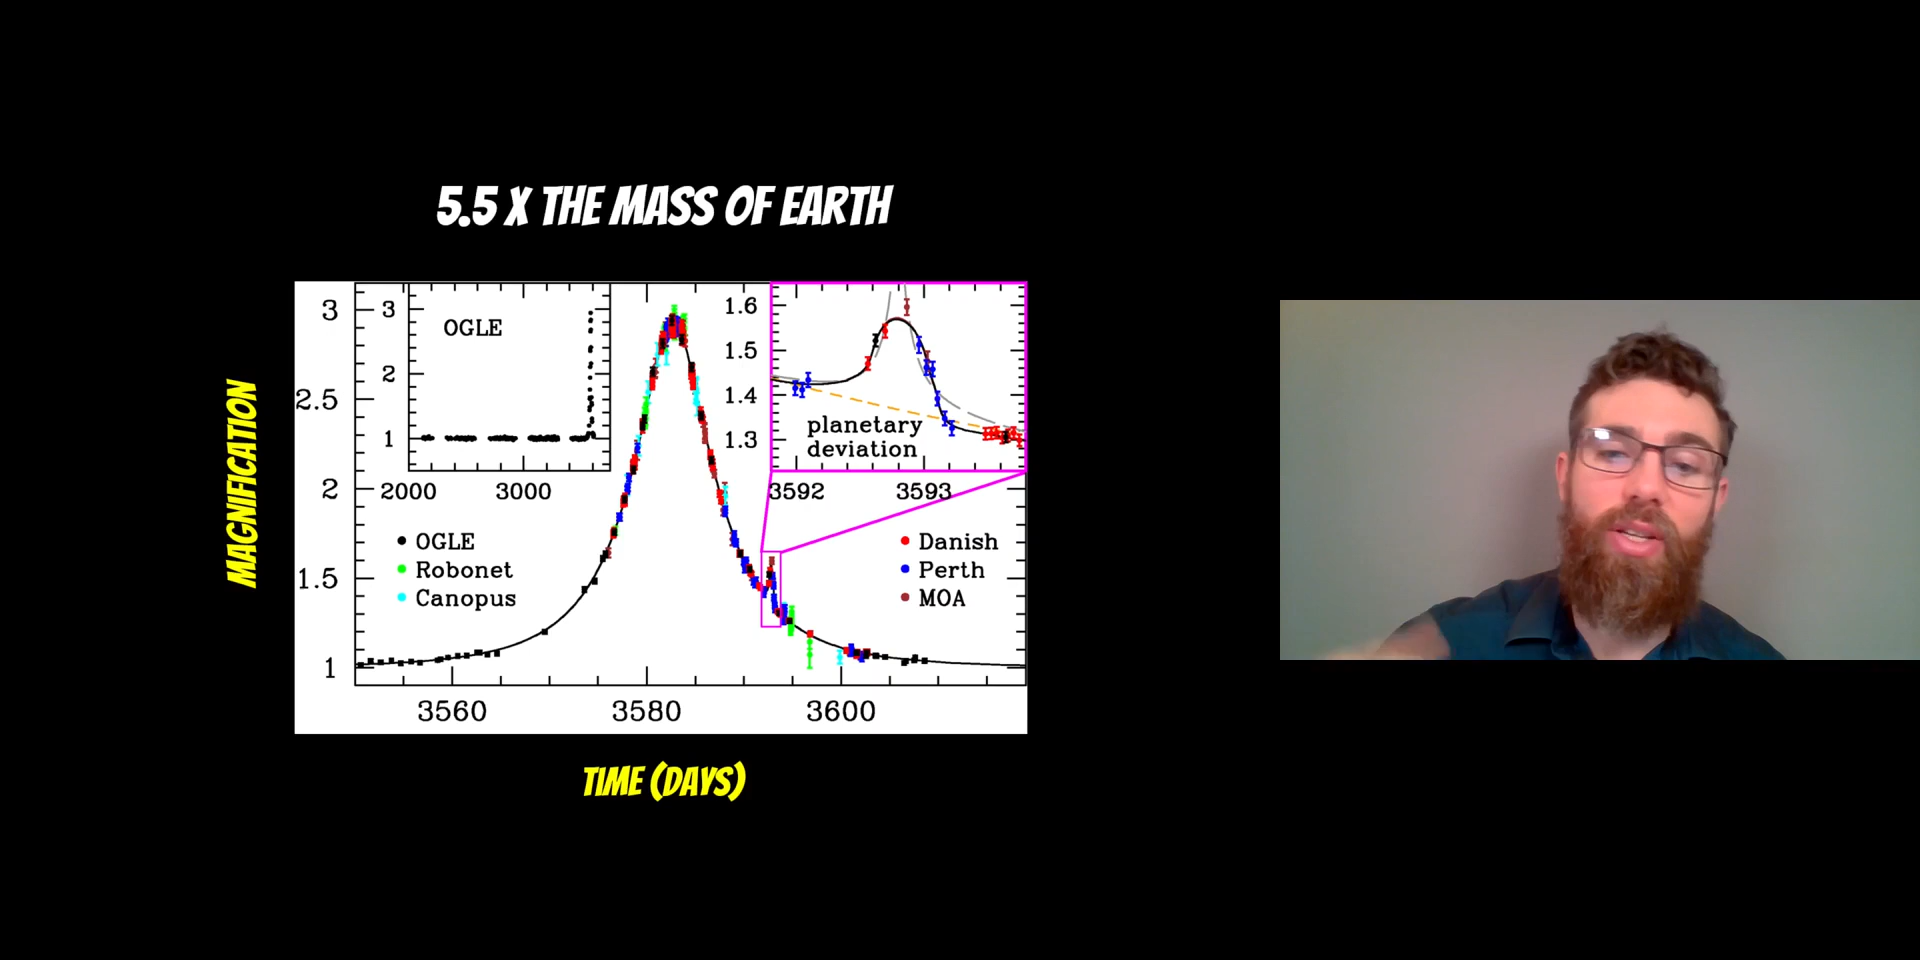 5.5 X THE MASS OF EARTH
MAGNIFICATION
3
2.5
2
1.5
1
3
2
1
OGLE
2000 3000
1.6
1.5
1.4
1.3
planetary
deviation
3592 3593
OGLE
Robonet
Canopus
Danish
Perth
MOA
3560 3580 3600
TIME (DAYS)